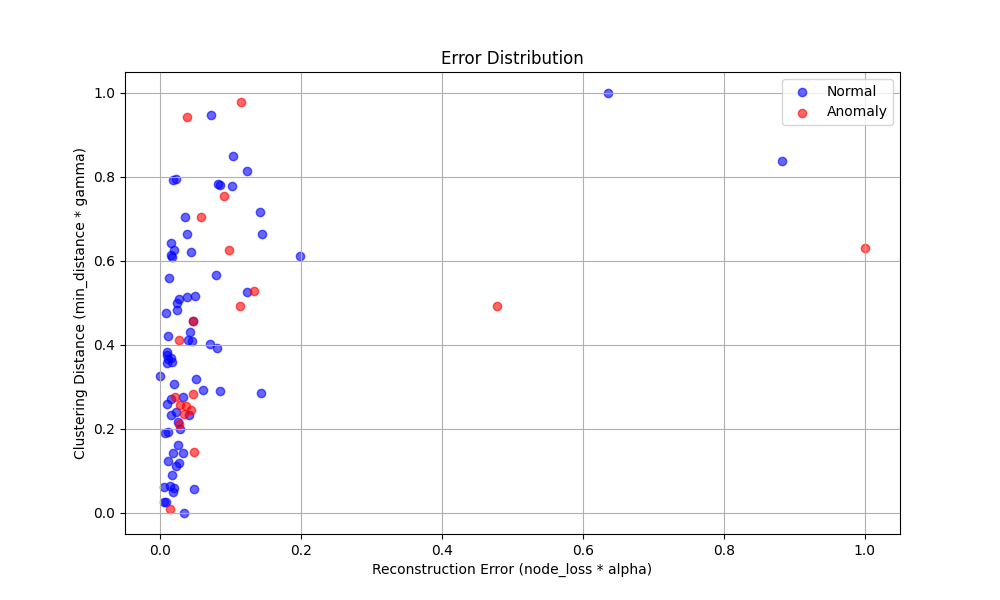 Error Distribution
Normal
Anomaly
Clustering Distance (min_distance * gamma)
1.0
0.8
0.6
0.4
0.2
0.0
0.0 0.2 0.4 0.6 0.8 1.0
Reconstruction Error (node_loss * alpha)